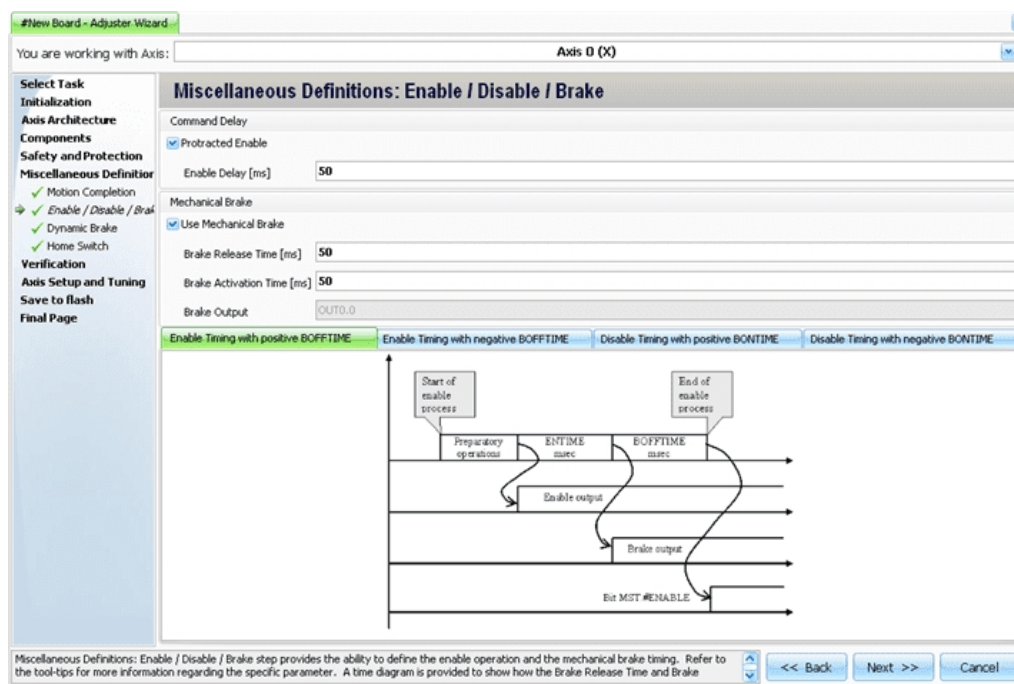 #New Board - Adjuster Wizard
You are working with Axis:
Axis 0 (X)
Select Task
Initialization
Axis Architecture
Components
Safety and Protection
Miscellaneous Definition
Motion Completion
Enable / Disable / Brak
Dynamic Brake
Home Switch
Verification
Axis Setup and Tuning
Save to flash
Final Page
Miscellaneous Definitions: Enable / Disable / Brake
Command Delay
Protracted Enable
Enable Delay [ms]
50
Mechanical Brake
Use Mechanical Brake
Brake Release Time [ms]
50
Brake Activation Time [ms]
50
Brake Output
OUT0.0
Enable Timing with positive BOFFTIME
Enable Timing with negative BOFFTIME
Disable Timing with positive BONTIME
Disable Timing with negative BONTIME
Start of
enable
process
End of
enable
process
Preparatory
operations
ENTIME
msec
BOFFTIME
msec
Enable output
Brake output
Bit MST #ENABLE
Miscellaneous Definitions: Enable / Disable / Brake step provides the ability to define the enable operation and the mechanical brake timing. Refer to
the tool-tips for more information regarding the specific parameter. A time diagram is provided to show how the Brake Release Time and Brake
<< Back
Next >>
Cancel